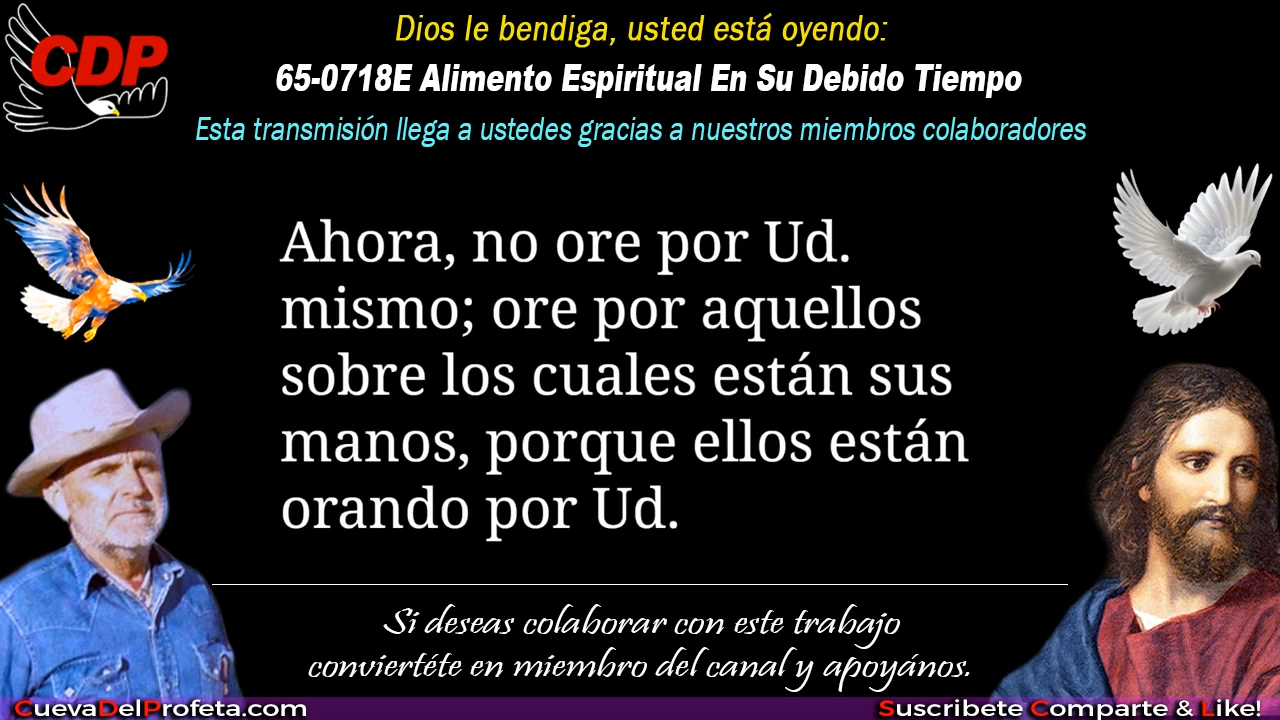 CDP
Dios le bendiga, usted está oyendo:
65-0718E Alimento Espiritual En Su Debido Tiempo
Esta transmisión llega a ustedes gracias a nuestros miembros colaboradores
Ahora, no ore por Ud.
mismo; ore por aquellos
sobre los cuales están sus
manos, porque ellos están
orando por Ud.
Si deseas colaborar con este trabajo
conviertéte en miembro del canal y apoyános.
CuevaDelProfeta.com
Suscribete Comparte & Like!